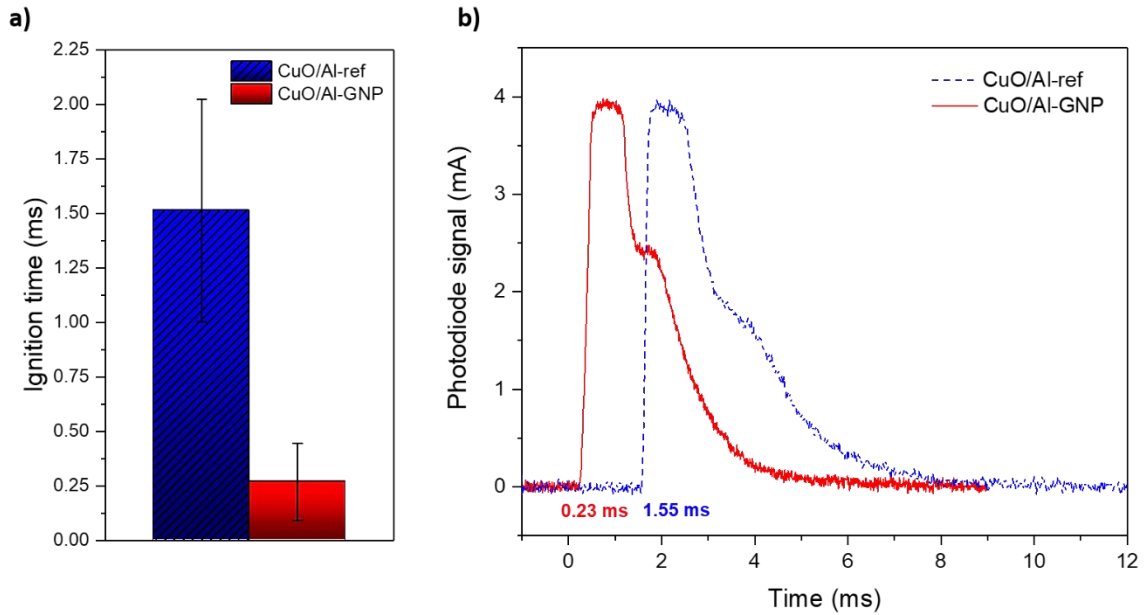 a)
Ignition time (ms)
2.25
2.00
1.75
1.50
1.25
1.00
0.75
0.50
0.25
0.00
CuO/Al-ref
CuO/Al-GNP
b)
Photodiode signal (mA)
4
3
2
1
0
CuO/Al-ref
CuO/Al-GNP
0.23 ms 1.55 ms
0 2 4 6 8 10 12
Time (ms)